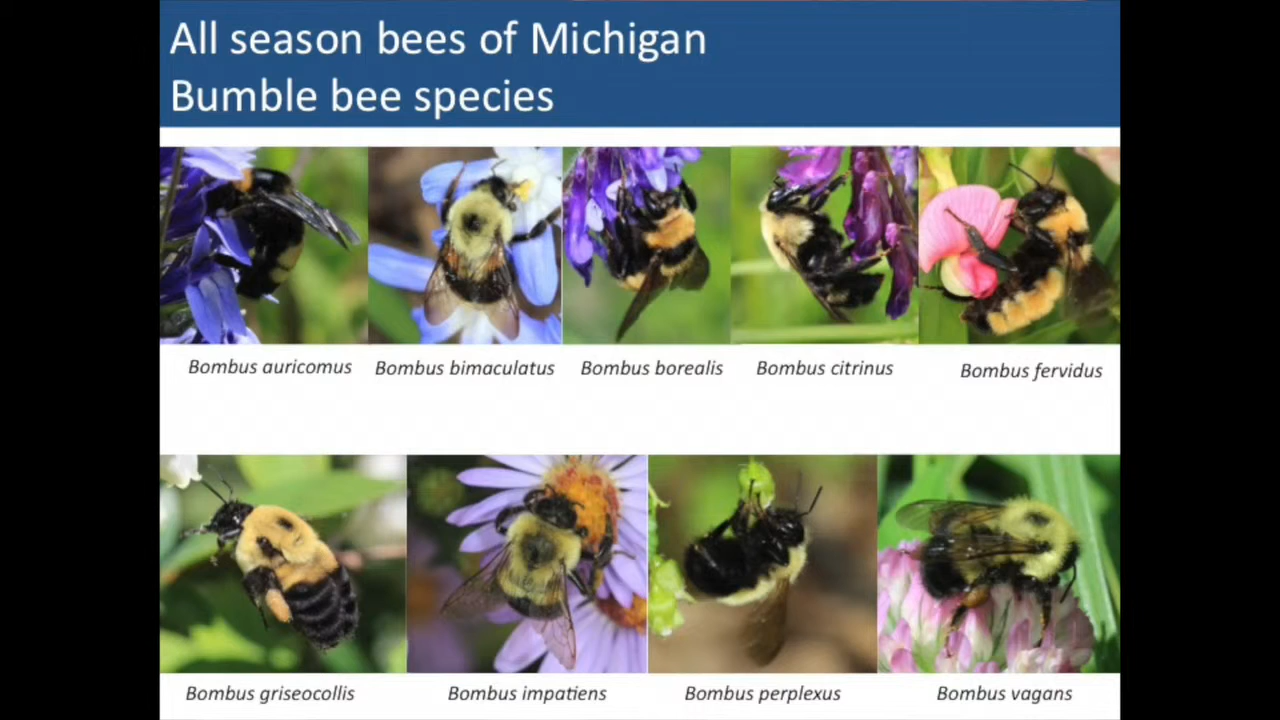 All season bees of Michigan
Bumble bee species
Bombus auricomus
Bombus bimaculatus
Bombus borealis
Bombus citrinus
Bombus fervidus
Bombus griseocollis
Bombus impatiens
Bombus perplexus
Bombus vagans